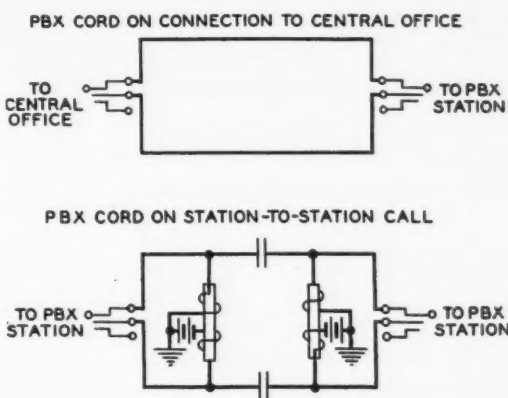 PBX CORD ON CONNECTION TO CENTRAL OFFICE
TO
CENTRAL
OFFICE
TO PBX
STATION
PBX CORD ON STATION-TO-STATION CALL
TO PBX
STATION
TO PBX
STATION